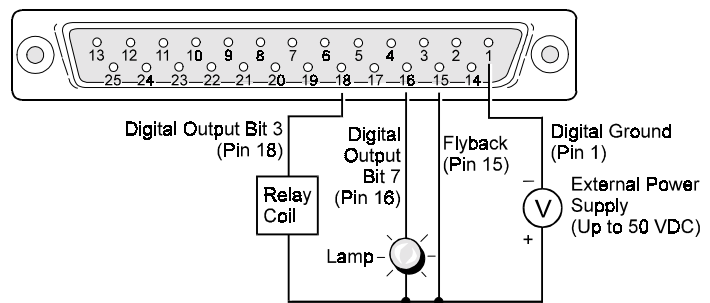 13 12 11 10 9 8 7 6 5 4 3 2 1
25 24 23 22 21 20 19 18 17 16 15 14
Digital Output Bit 3
(Pin 18)
Digital
Output
Bit 7
(Pin 16)
Flyback
(Pin 15)
Digital Ground
(Pin 1)
Relay
Coil
Lamp
–
V
+
External Power
Supply
(Up to 50 VDC)